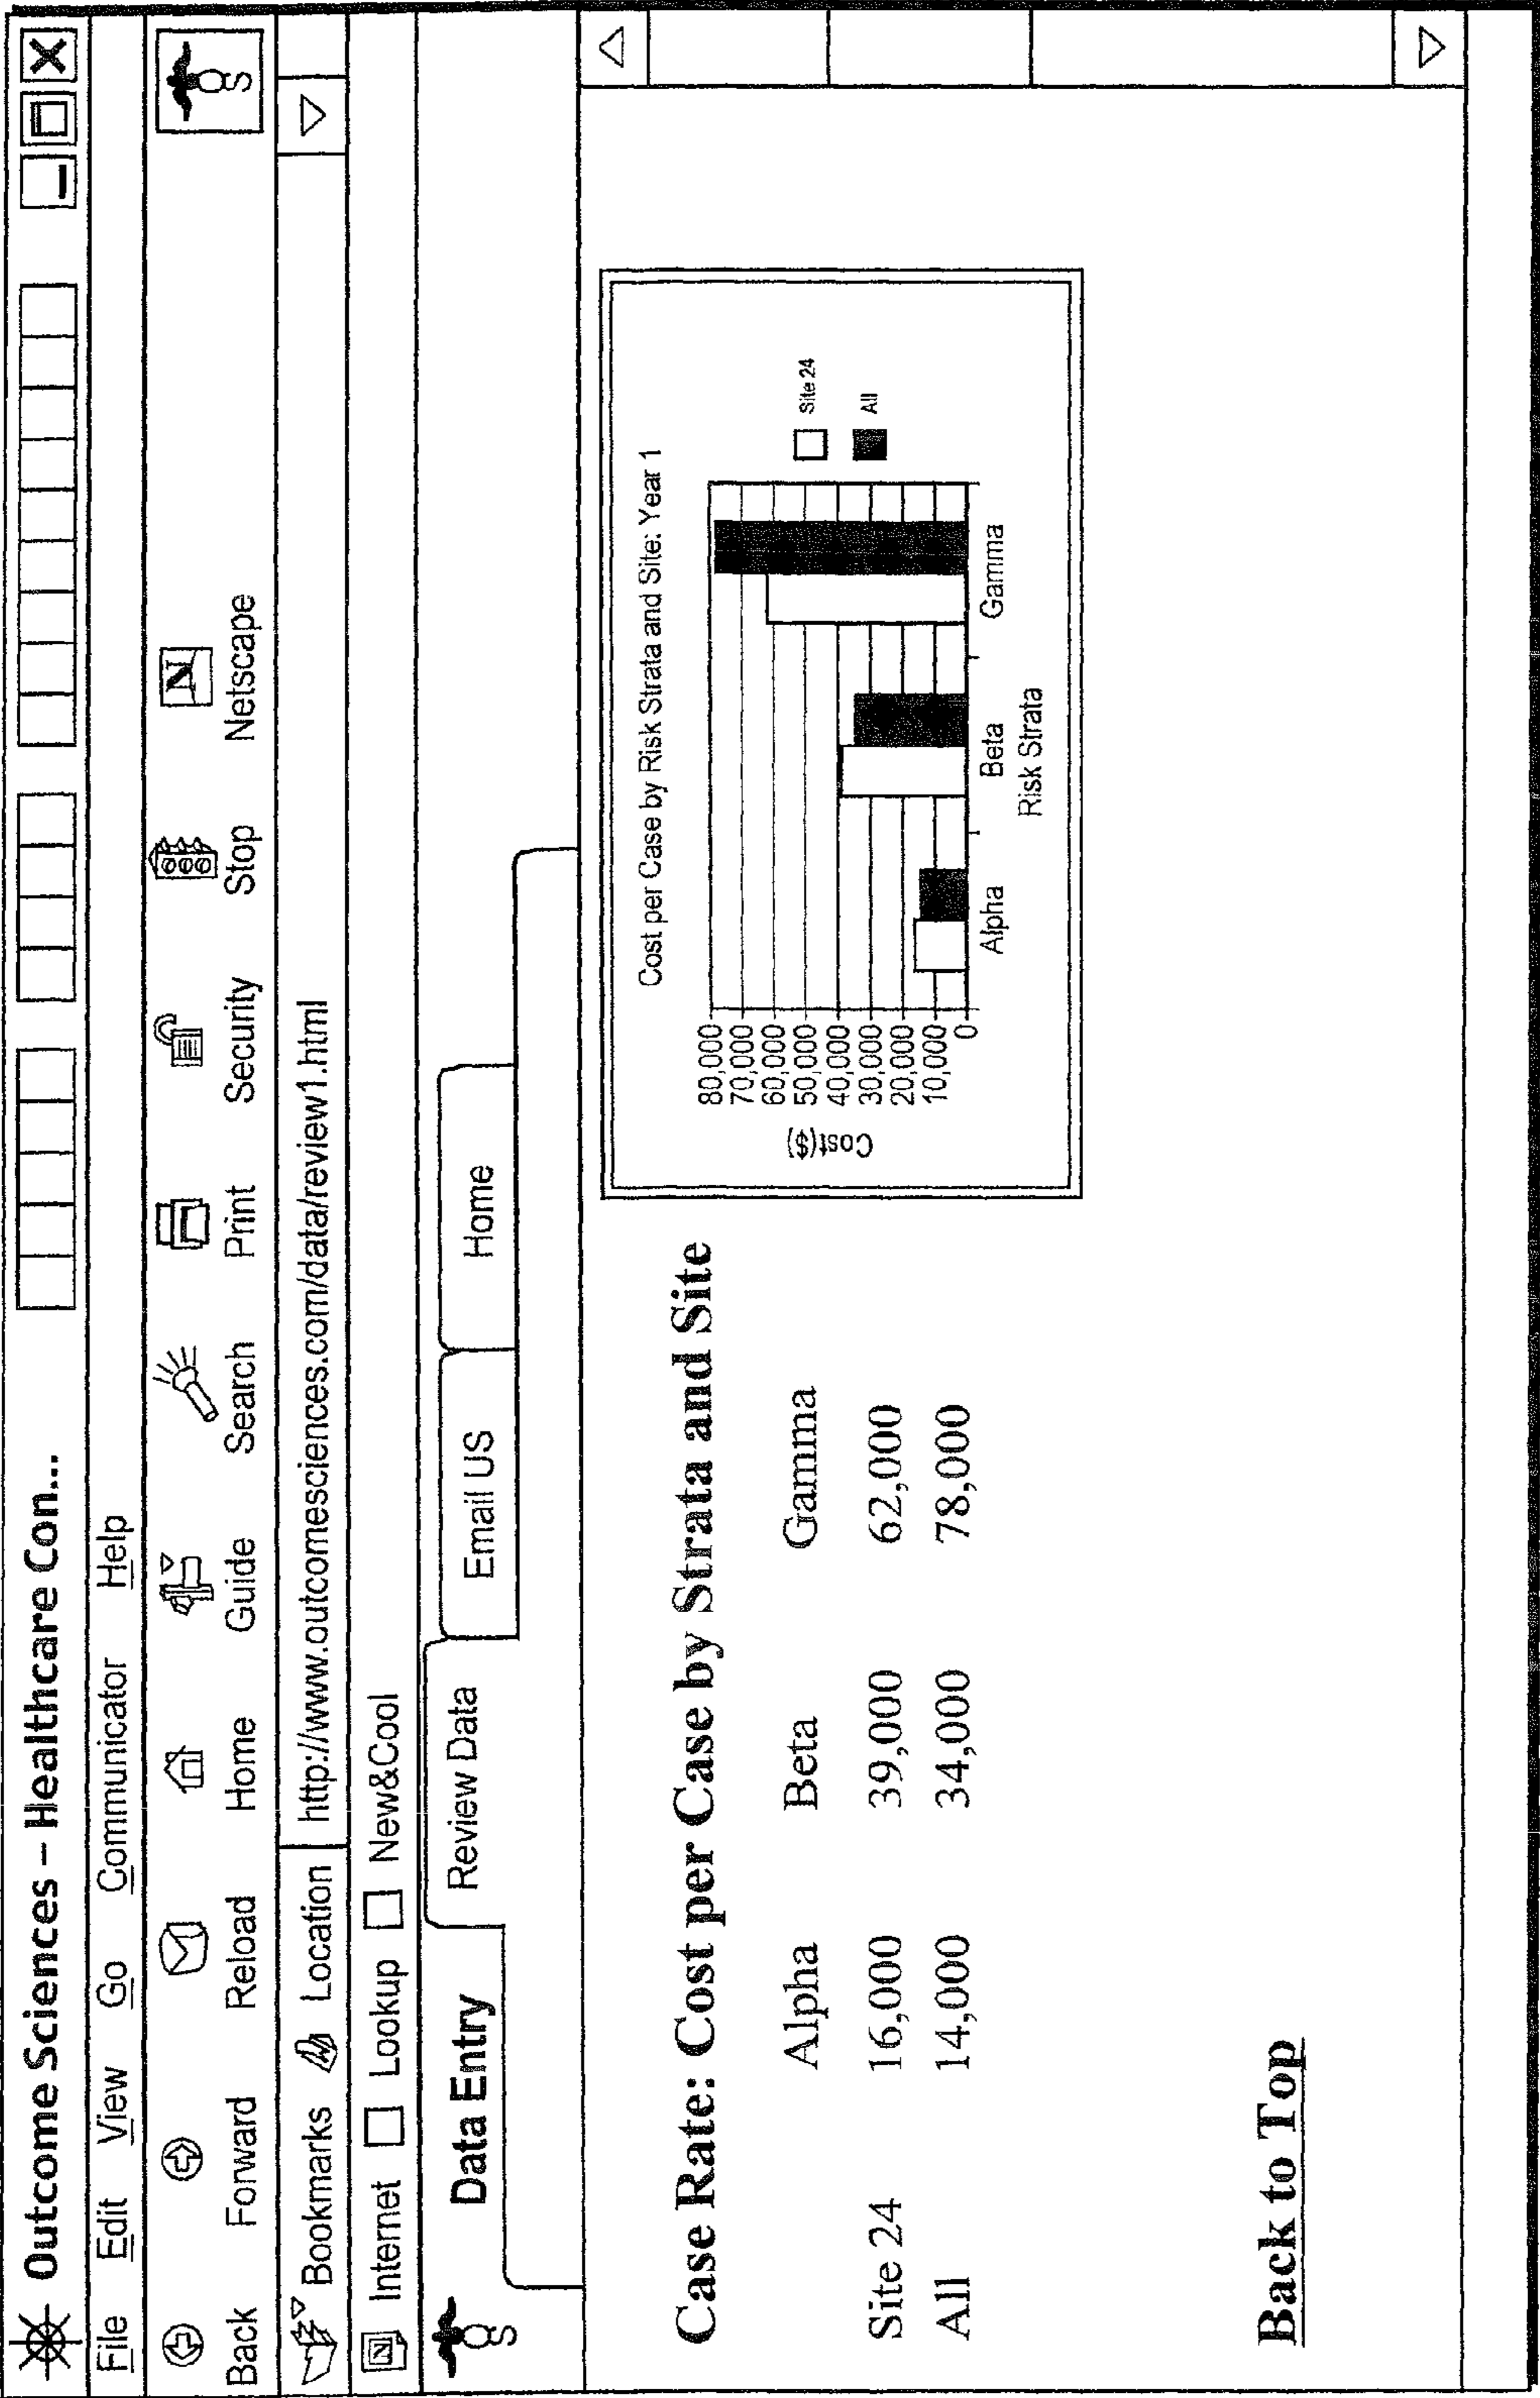 Outcome Sciences – Healthcare Con...
File Edit View Go Communicator Help
Back Forward Reload Home Guide Search Print Security Stop Netscape
N
OS
Bookmarks Location http://www.outcomesciences.com/data/review1.html
N Internet Lookup New&Cool
OS
Data Entry Review Data Email US Home
Case Rate: Cost per Case by Strata and Site
Alpha Beta Gamma
Site 24 16,000 39,000 62,000
All 14,000 34,000 78,000
Cost per Case by Risk Strata and Site: Year 1
Cost($)
80,000
70,000
60,000
50,000
40,000
30,000
20,000
10,000
0
Alpha Beta Gamma
Risk Strata
Site 24
All
Back to Top